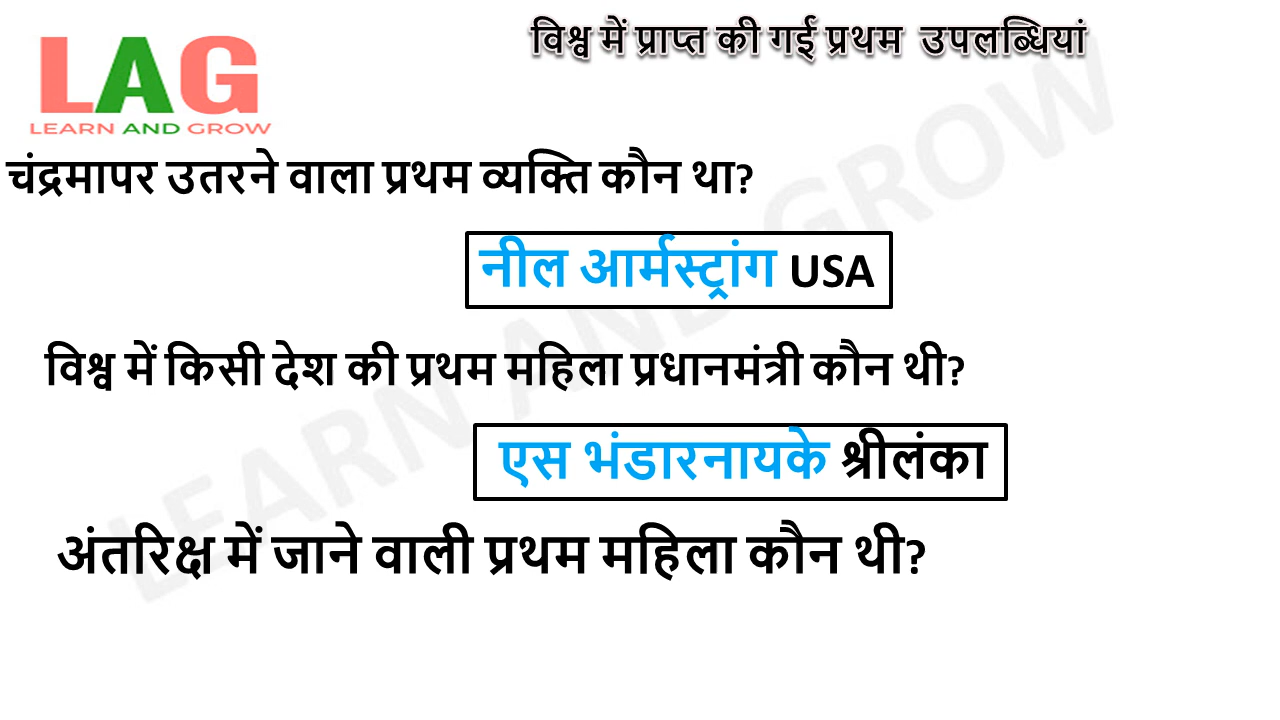 विश्व में प्राप्त की गई प्रथम उपलब्धियां
LAG
LEARN AND GROW
चंद्रमापर उतरने वाला प्रथम व्यक्ति कौन था?
नील आर्मस्ट्रांग USA
विश्व में किसी देश की प्रथम महिला प्रधानमंत्री कौन थी?
एस भंडारनायके श्रीलंका
अंतरिक्ष में जाने वाली प्रथम महिला कौन थी?
LEARN AND GROW